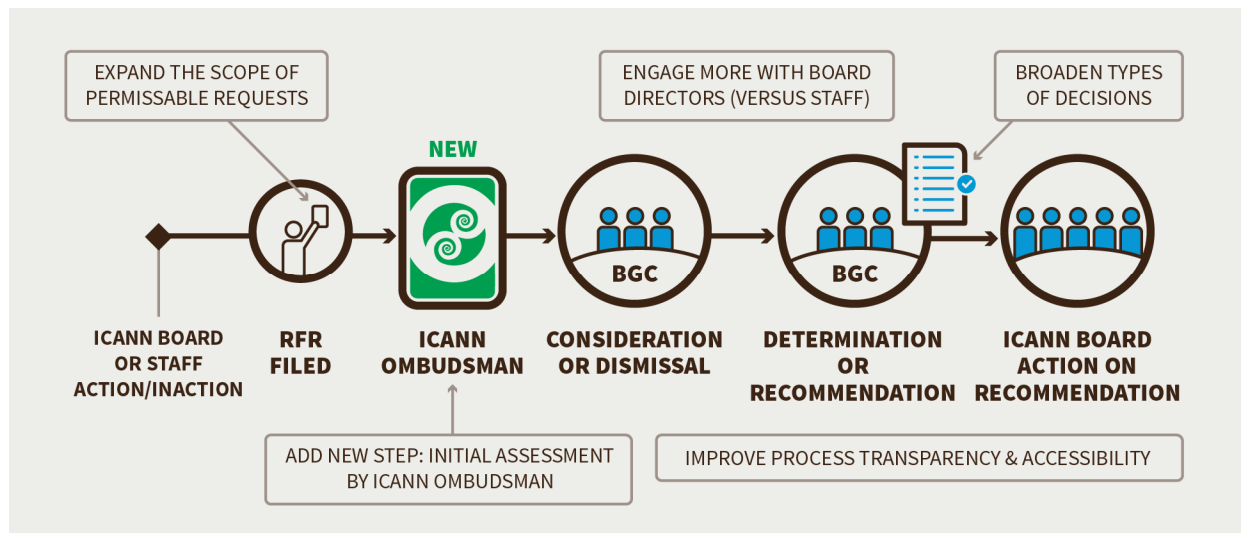 EXPAND THE SCOPE OF
PERMISSABLE REQUESTS
ENGAGE MORE WITH BOARD
DIRECTORS (VERSUS STAFF)
BROADEN TYPES
OF DECISIONS
NEW
BGC
BGC
ICANN BOARD
OR STAFF
ACTION/INACTION
RFR
FILED
ICANN
OMBUDSMAN
CONSIDERATION
OR DISMISSAL
DETERMINATION
OR
RECOMMENDATION
ICANN BOARD
ACTION ON
RECOMMENDATION
ADD NEW STEP: INITIAL ASSESSMENT
BY ICANN OMBUDSMAN
IMPROVE PROCESS TRANSPARENCY & ACCESSIBILITY